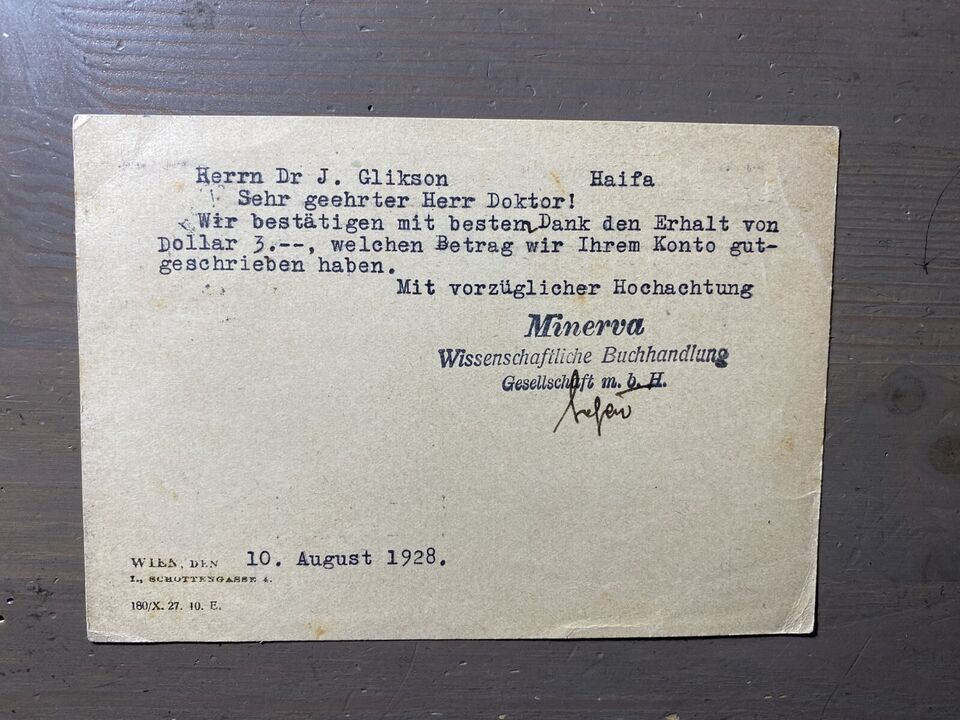 Herrn Dr J. Glikson Haifa
Sehr geehrter Herr Doktor!
Wir bestätigen mit bestem Dank den Erhalt von
Dollar 3.--, welchen Betrag wir Ihrem Konto gut-
geschrieben haben.
Mit vorzüglicher Hochachtung
Minerva
Wissenschaftliche Buchhandlung
Gesellschaft m. b. H.
WIEN, DEN 10. August 1928.
I., SCHOTTENGASSE 4.
180/X. 27. 10. E.